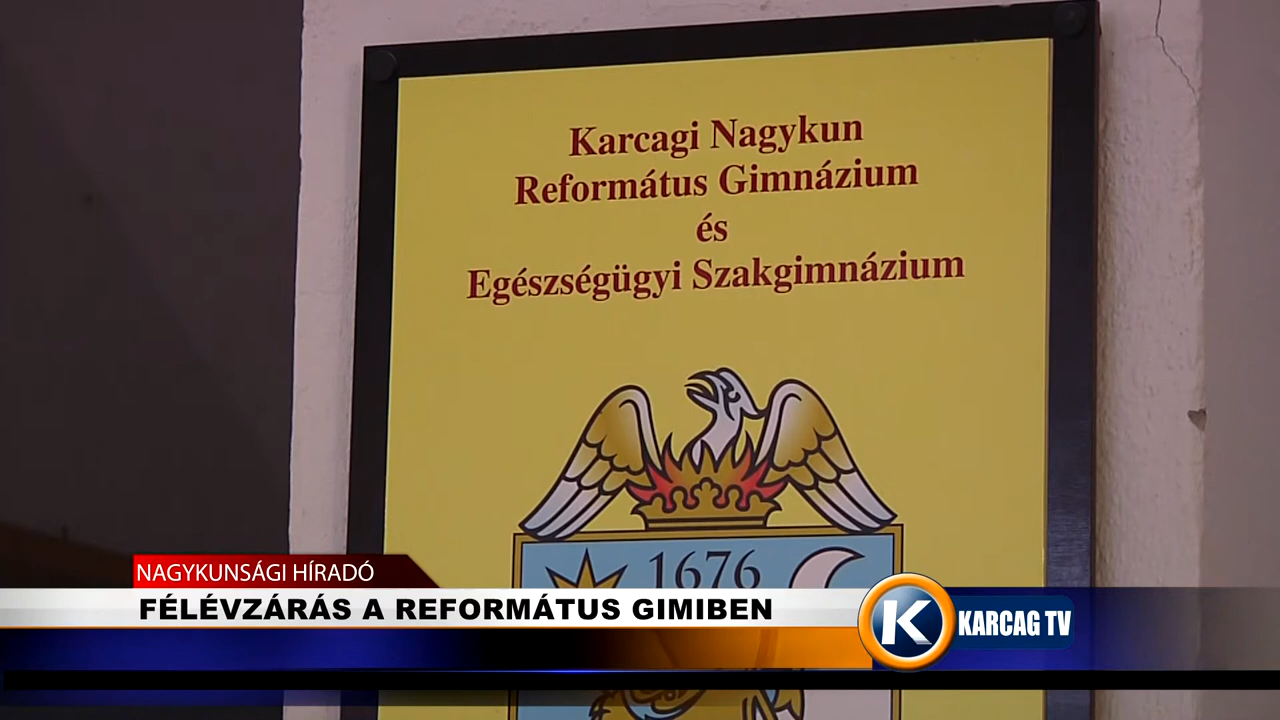 Karcagi Nagykun
Református Gimnázium
és
Egészségügyi Szakgimnázium
1676
NAGYKUNSÁGI HÍRADÓ
FÉLÉVZÁRÁS A REFORMÁTUS GIMIBEN
K KARCAG TV